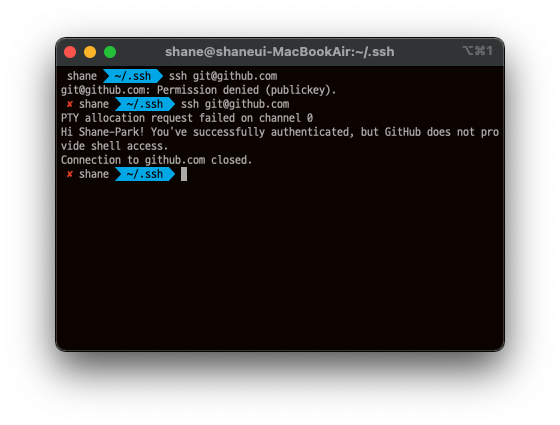 shane@shaneui-MacBookAir:~/.ssh
⌥⌘1
shane ~/.ssh ssh git@github.com
git@github.com: Permission denied (publickey).
✘ shane ~/.ssh ssh git@github.com
PTY allocation request failed on channel 0
Hi Shane-Park! You've successfully authenticated, but GitHub does not pro
vide shell access.
Connection to github.com closed.
✘ shane ~/.ssh